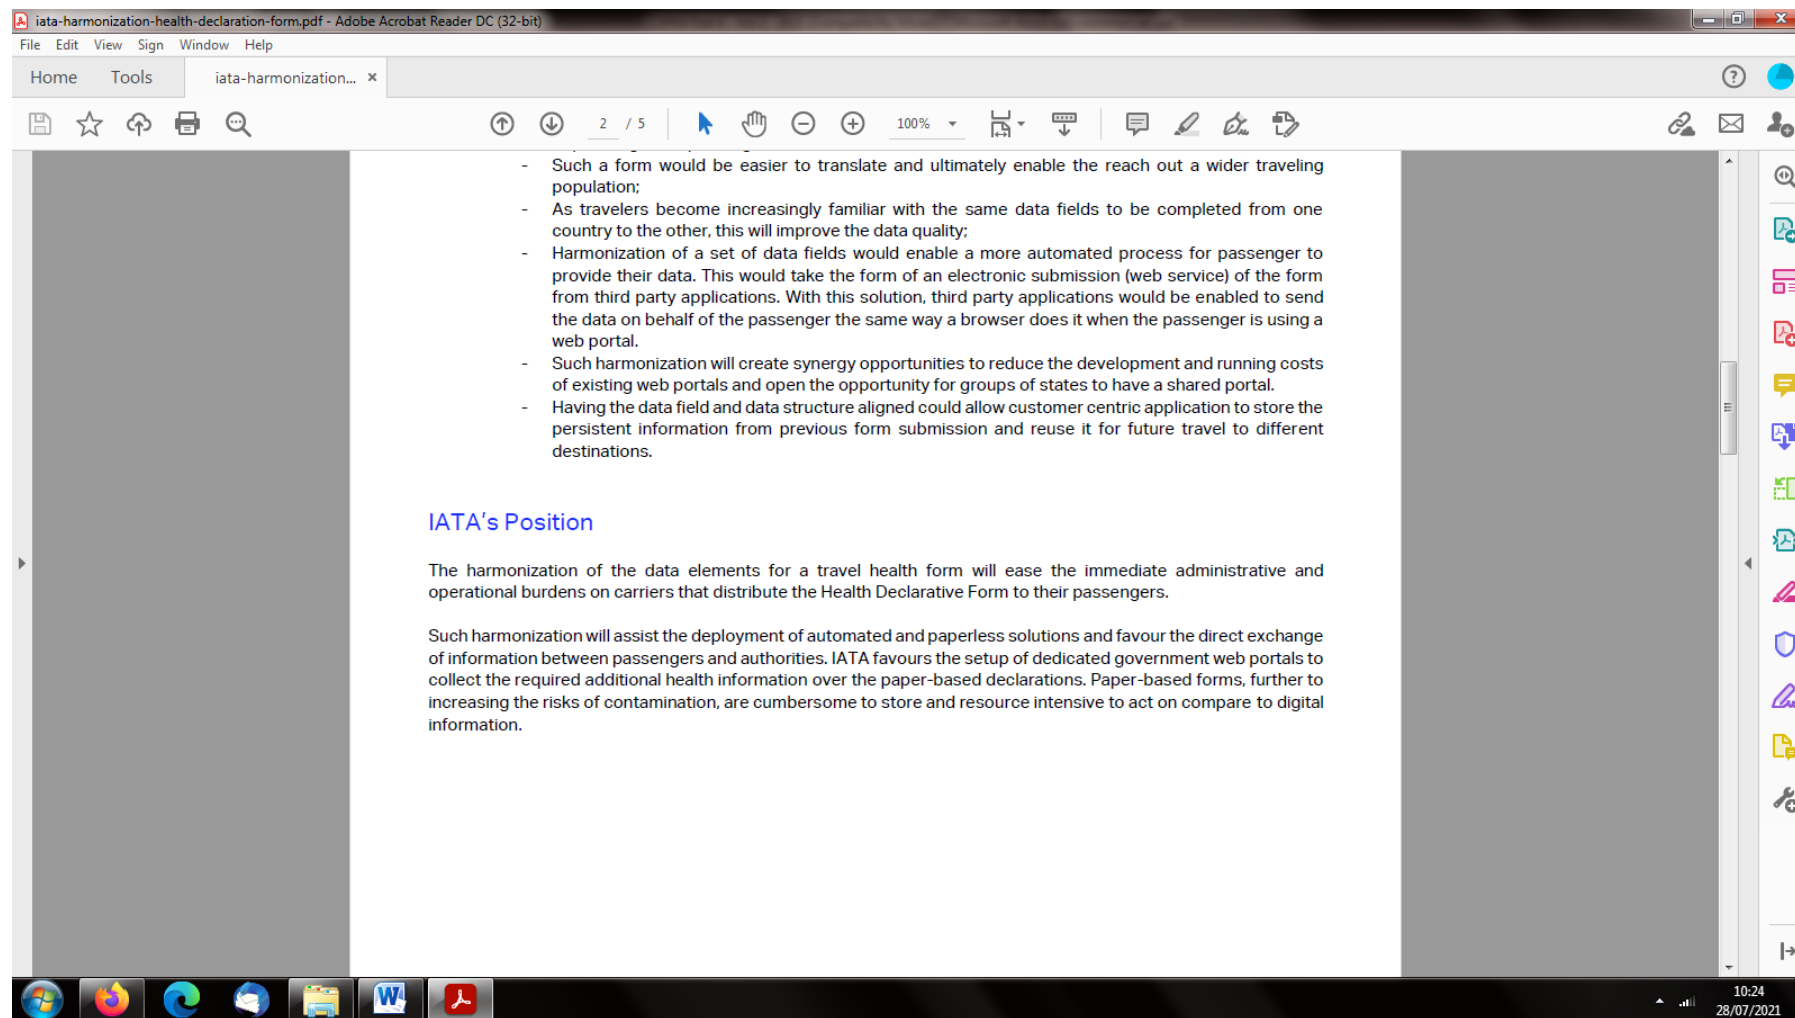 iata-harmonization-health-declaration-form.pdf - Adobe Acrobat Reader DC (32-bit)
File Edit View Sign Window Help
Home Tools iata-harmonization... ×
2 / 5 100%
- Such a form would be easier to translate and ultimately enable the reach out a wider traveling
population;
- As travelers become increasingly familiar with the same data fields to be completed from one
country to the other, this will improve the data quality;
- Harmonization of a set of data fields would enable a more automated process for passenger to
provide their data. This would take the form of an electronic submission (web service) of the form
from third party applications. With this solution, third party applications would be enabled to send
the data on behalf of the passenger the same way a browser does it when the passenger is using a
web portal.
- Such harmonization will create synergy opportunities to reduce the development and running costs
of existing web portals and open the opportunity for groups of states to have a shared portal.
- Having the data field and data structure aligned could allow customer centric application to store the
persistent information from previous form submission and reuse it for future travel to different
destinations.
IATA's Position
The harmonization of the data elements for a travel health form will ease the immediate administrative and
operational burdens on carriers that distribute the Health Declarative Form to their passengers.
Such harmonization will assist the deployment of automated and paperless solutions and favour the direct exchange
of information between passengers and authorities. IATA favours the setup of dedicated government web portals to
collect the required additional health information over the paper-based declarations. Paper-based forms, further to
increasing the risks of contamination, are cumbersome to store and resource intensive to act on compare to digital
information.
10:24
28/07/2021